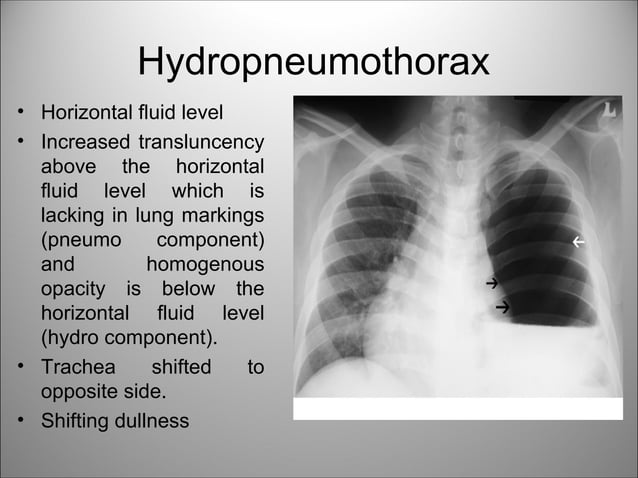 Hydropneumothorax
• Horizontal fluid level
• Increased transluncency
above the horizontal
fluid level which is
lacking in lung markings
(pneumo component)
and homogenous
opacity is below the
horizontal fluid level
(hydro component).
• Trachea shifted to
opposite side.
• Shifting dullness
L